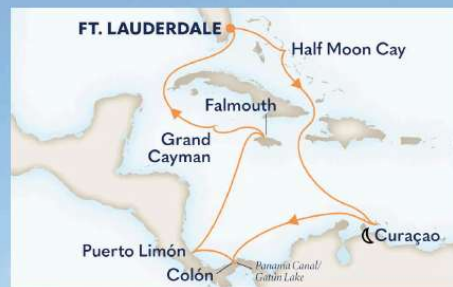 FT. LAUDERDALE
Half Moon Cay
Falmouth
Grand
Cayman
Curaçao
Puerto Limón
Colón
Panama Canal/
Gatún Lake